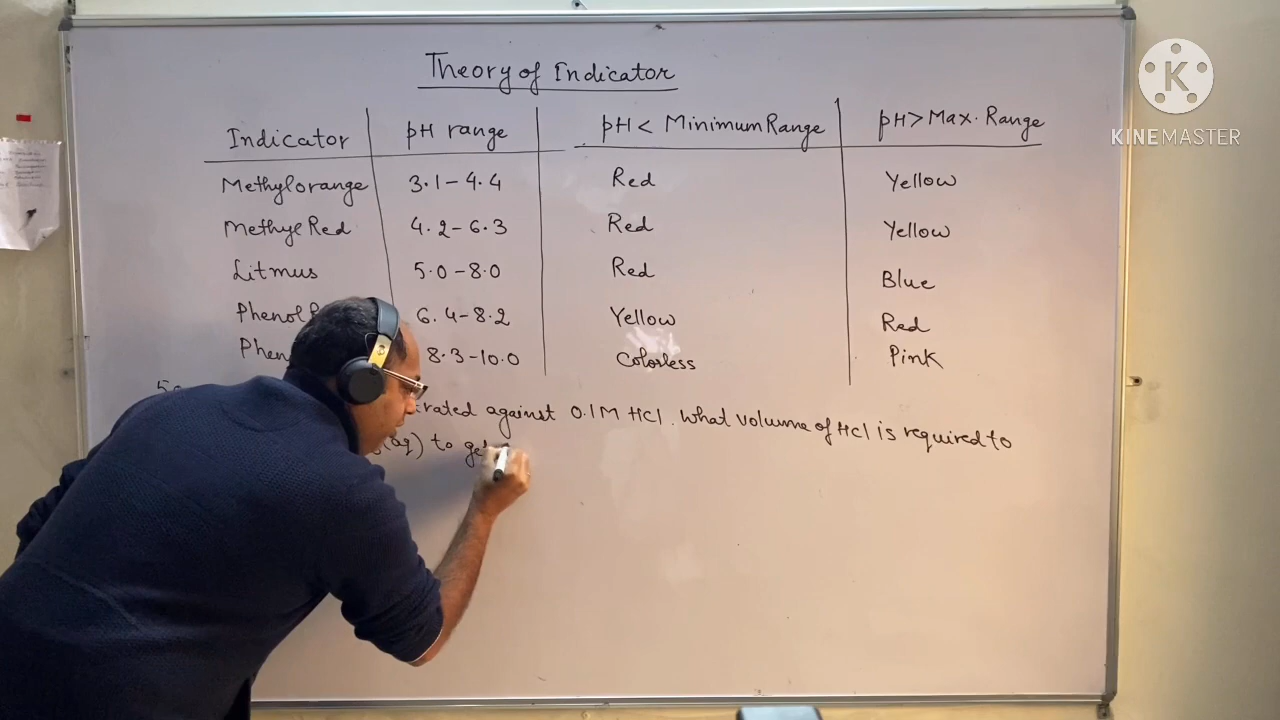 Theory of Indicator
Indicator pH range pH < Minimum Range pH > Max. Range
Methylorange 3.1 - 4.4 Red Yellow
Methyl Red 4.2 - 6.3 Red Yellow
Litmus 5.0 - 8.0 Red Blue
Phenol 6.4 - 8.2 Yellow Red
8.3 - 10.0 Colorless Pink
against 0.1M HCl. What volume of HCl is required to
(aq) to
K
KINEMASTER